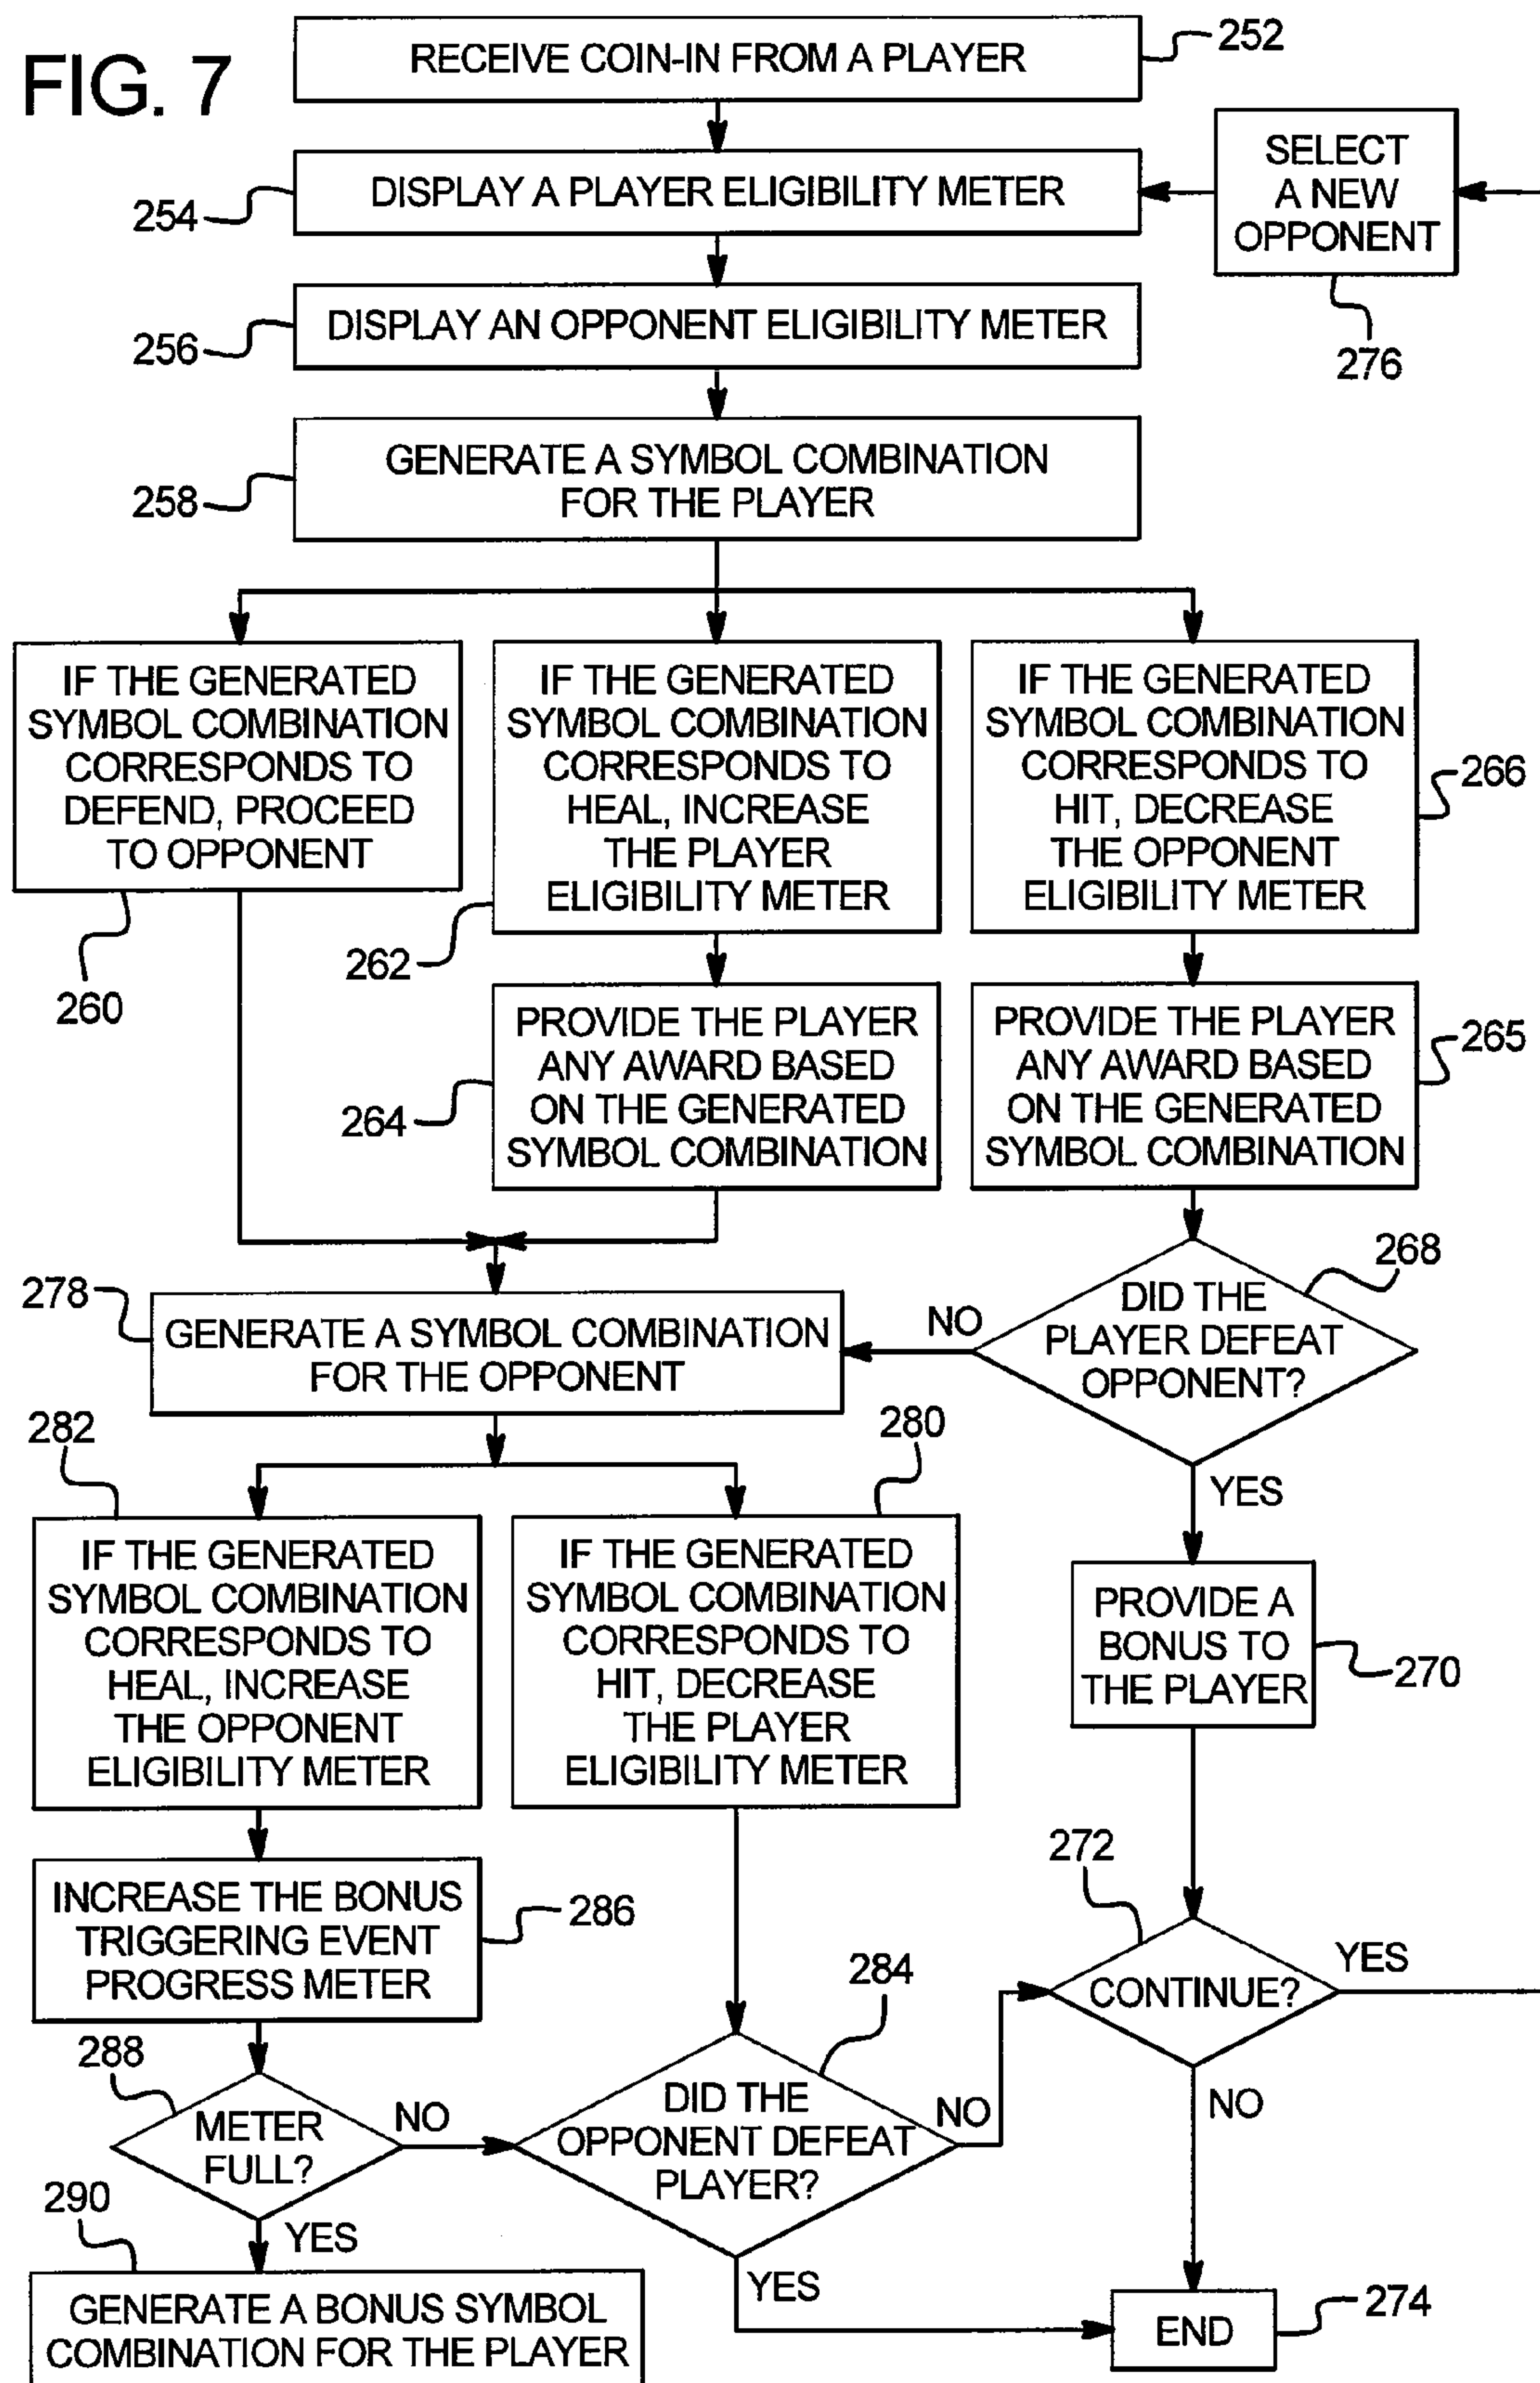 FIG. 7
RECEIVE COIN-IN FROM A PLAYER
252
DISPLAY A PLAYER ELIGIBILITY METER
254
SELECT
A NEW
OPPONENT
276
DISPLAY AN OPPONENT ELIGIBILITY METER
256
GENERATE A SYMBOL COMBINATION
FOR THE PLAYER
258
IF THE GENERATED
SYMBOL COMBINATION
CORRESPONDS TO
DEFEND, PROCEED
TO OPPONENT
260
IF THE GENERATED
SYMBOL COMBINATION
CORRESPONDS TO
HEAL, INCREASE
THE PLAYER
ELIGIBILITY METER
262
IF THE GENERATED
SYMBOL COMBINATION
CORRESPONDS TO
HIT, DECREASE
THE OPPONENT
ELIGIBILITY METER
266
PROVIDE THE PLAYER
ANY AWARD BASED
ON THE GENERATED
SYMBOL COMBINATION
264
PROVIDE THE PLAYER
ANY AWARD BASED
ON THE GENERATED
SYMBOL COMBINATION
265
278
GENERATE A SYMBOL COMBINATION
FOR THE OPPONENT
NO
DID THE
PLAYER DEFEAT
OPPONENT?
268
YES
282
IF THE GENERATED
SYMBOL COMBINATION
CORRESPONDS TO
HEAL, INCREASE
THE OPPONENT
ELIGIBILITY METER
280
IF THE GENERATED
SYMBOL COMBINATION
CORRESPONDS TO
HIT, DECREASE
THE PLAYER
ELIGIBILITY METER
PROVIDE A
BONUS TO
THE PLAYER
270
INCREASE THE BONUS
TRIGGERING EVENT
PROGRESS METER
286
272
CONTINUE?
YES
NO
288
METER
FULL?
NO
YES
284
DID THE
OPPONENT DEFEAT
PLAYER?
NO
YES
290
GENERATE A BONUS SYMBOL
COMBINATION FOR THE PLAYER
END
274